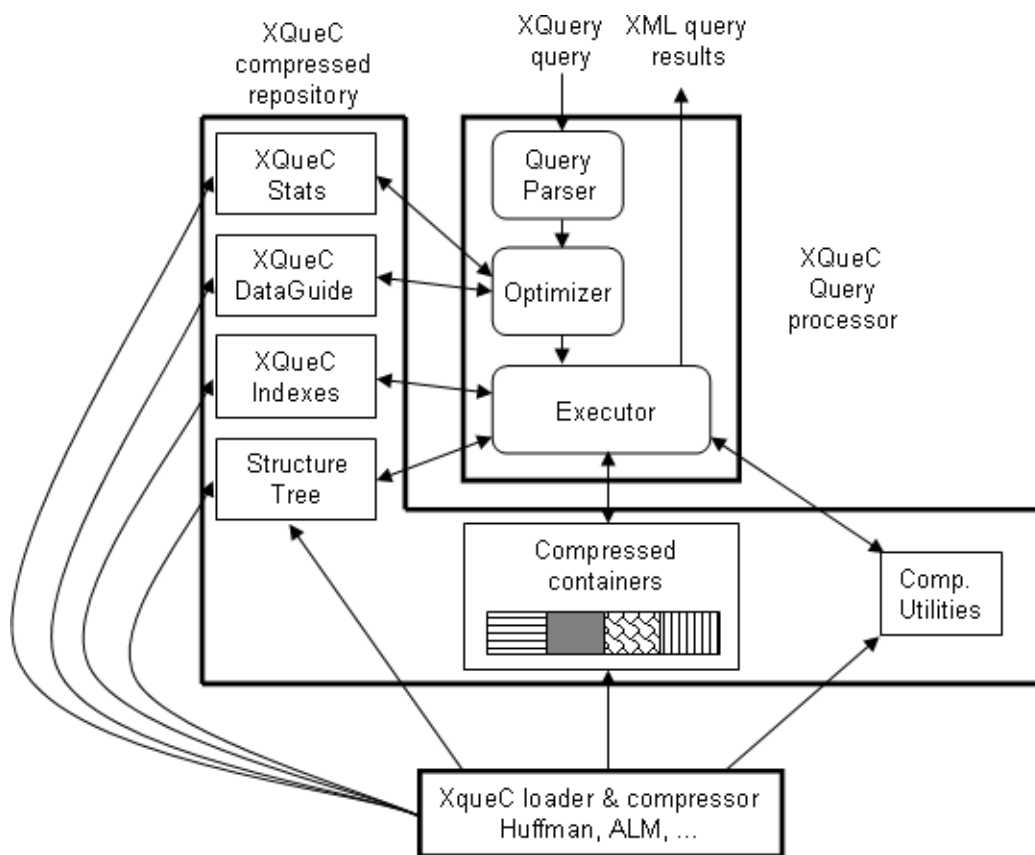 XQueC
compressed
repository
XQuery
query
XML query
results
XQueC
Stats
Query
Parser
XQueC
DataGuide
Optimizer
XQueC
Query
processor
XQueC
Indexes
Executor
Structure
Tree
Compressed
containers
Comp.
Utilities
XqueC loader & compressor
Huffman, ALM, ...